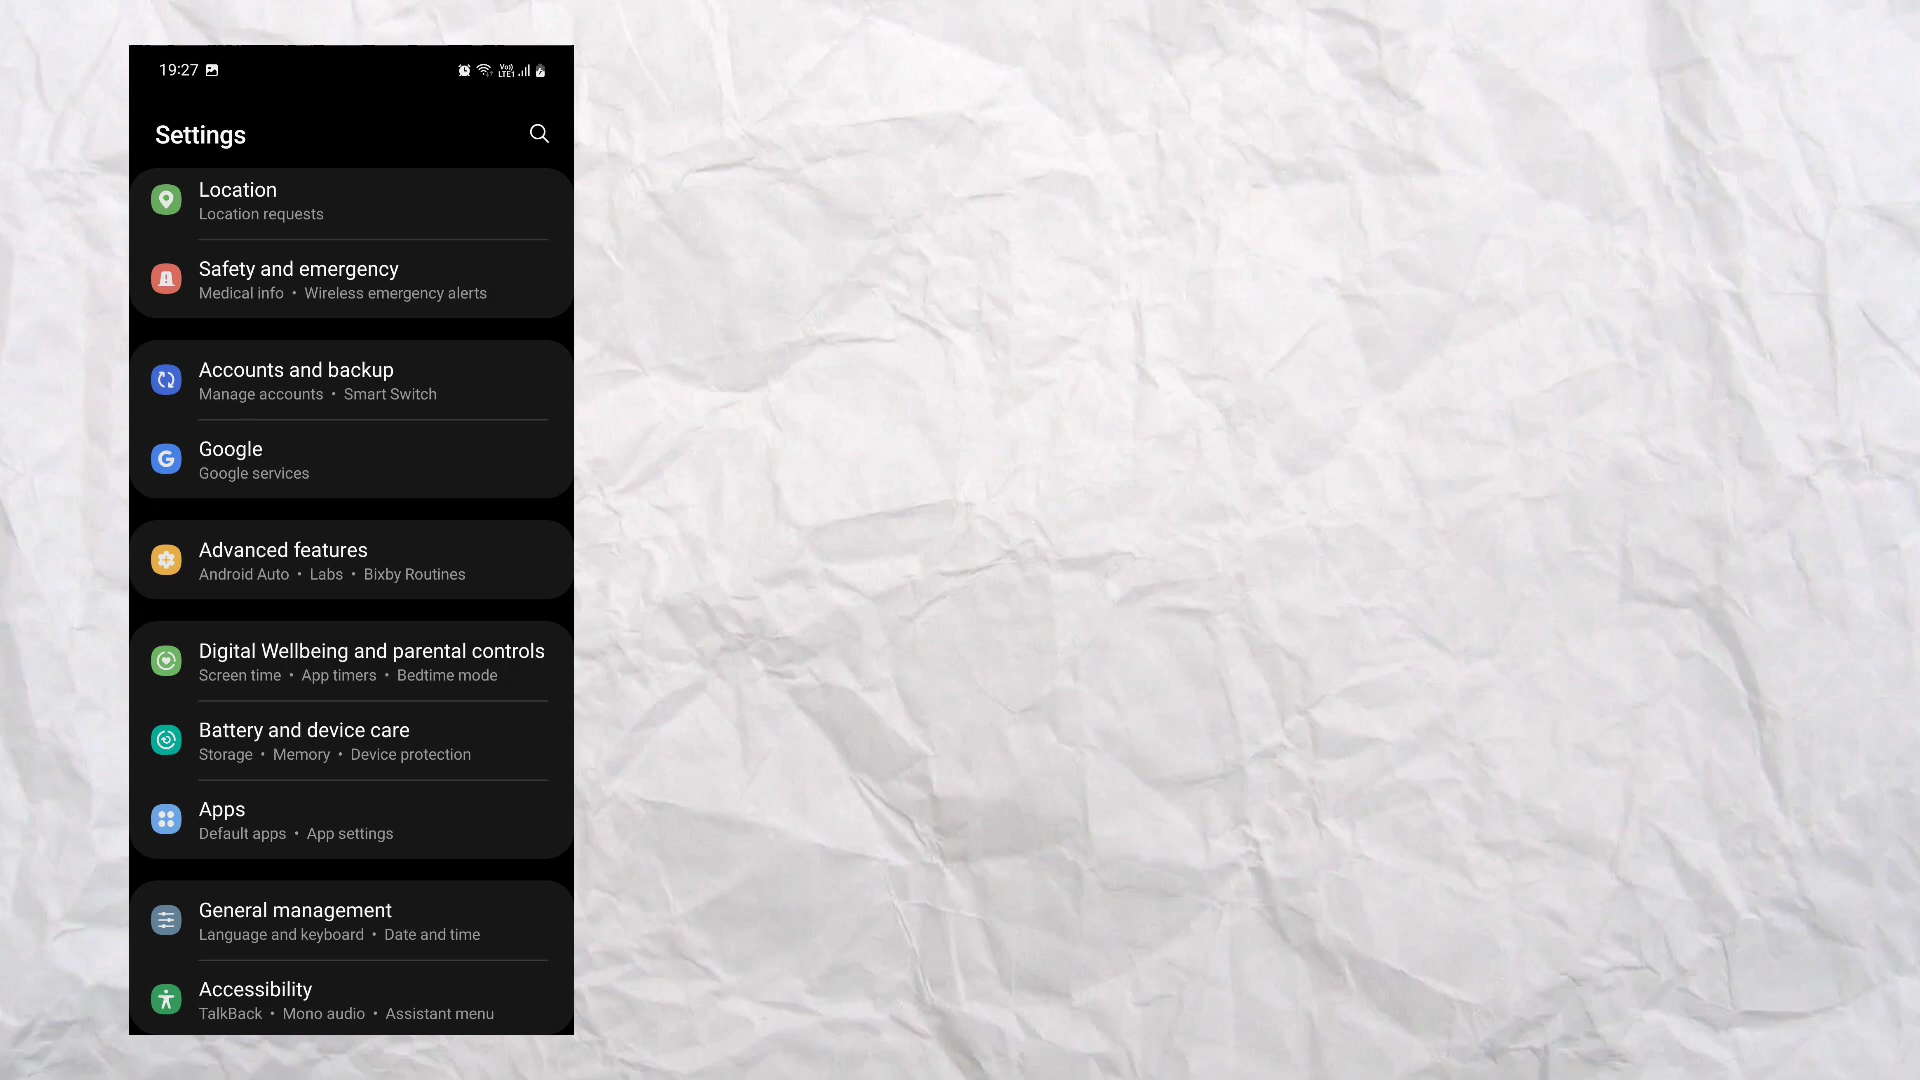 19:27
Vo))
LTE1
Settings
Location
Location requests
Safety and emergency
Medical info • Wireless emergency alerts
Accounts and backup
Manage accounts • Smart Switch
Google
Google services
Advanced features
Android Auto • Labs • Bixby Routines
Digital Wellbeing and parental controls
Screen time • App timers • Bedtime mode
Battery and device care
Storage • Memory • Device protection
Apps
Default apps • App settings
General management
Language and keyboard • Date and time
Accessibility
TalkBack • Mono audio • Assistant menu